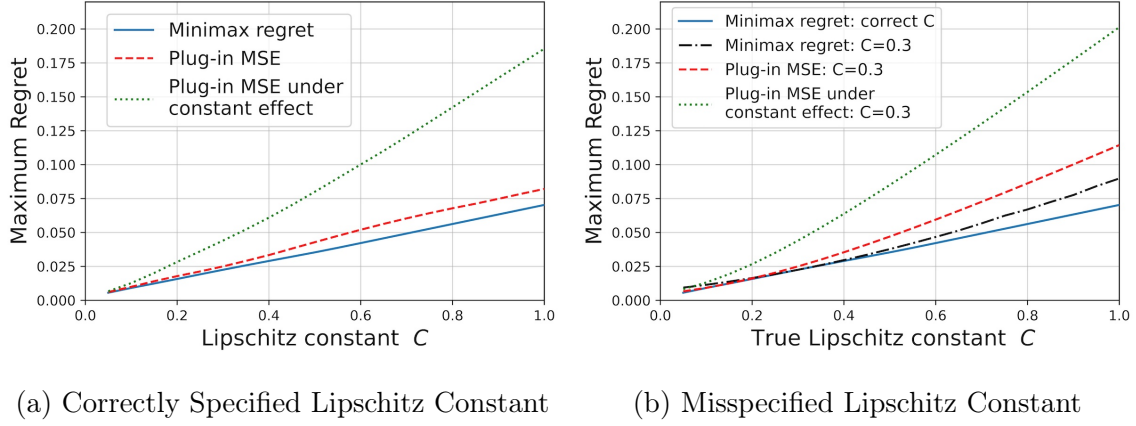 Maximum Regret
0.200
0.175
0.150
0.125
0.100
0.075
0.050
0.025
0.000
Minimax regret
Plug-in MSE
Plug-in MSE under
constant effect
0.0 0.2 0.4 0.6 0.8 1.0
Lipschitz constant C
(a) Correctly Specified Lipschitz Constant
Maximum Regret
0.200
0.175
0.150
0.125
0.100
0.075
0.050
0.025
0.000
Minimax regret: correct C
Minimax regret: C=0.3
Plug-in MSE: C=0.3
Plug-in MSE under
constant effect: C=0.3
0.0 0.2 0.4 0.6 0.8 1.0
True Lipschitz constant C
(b) Misspecified Lipschitz Constant